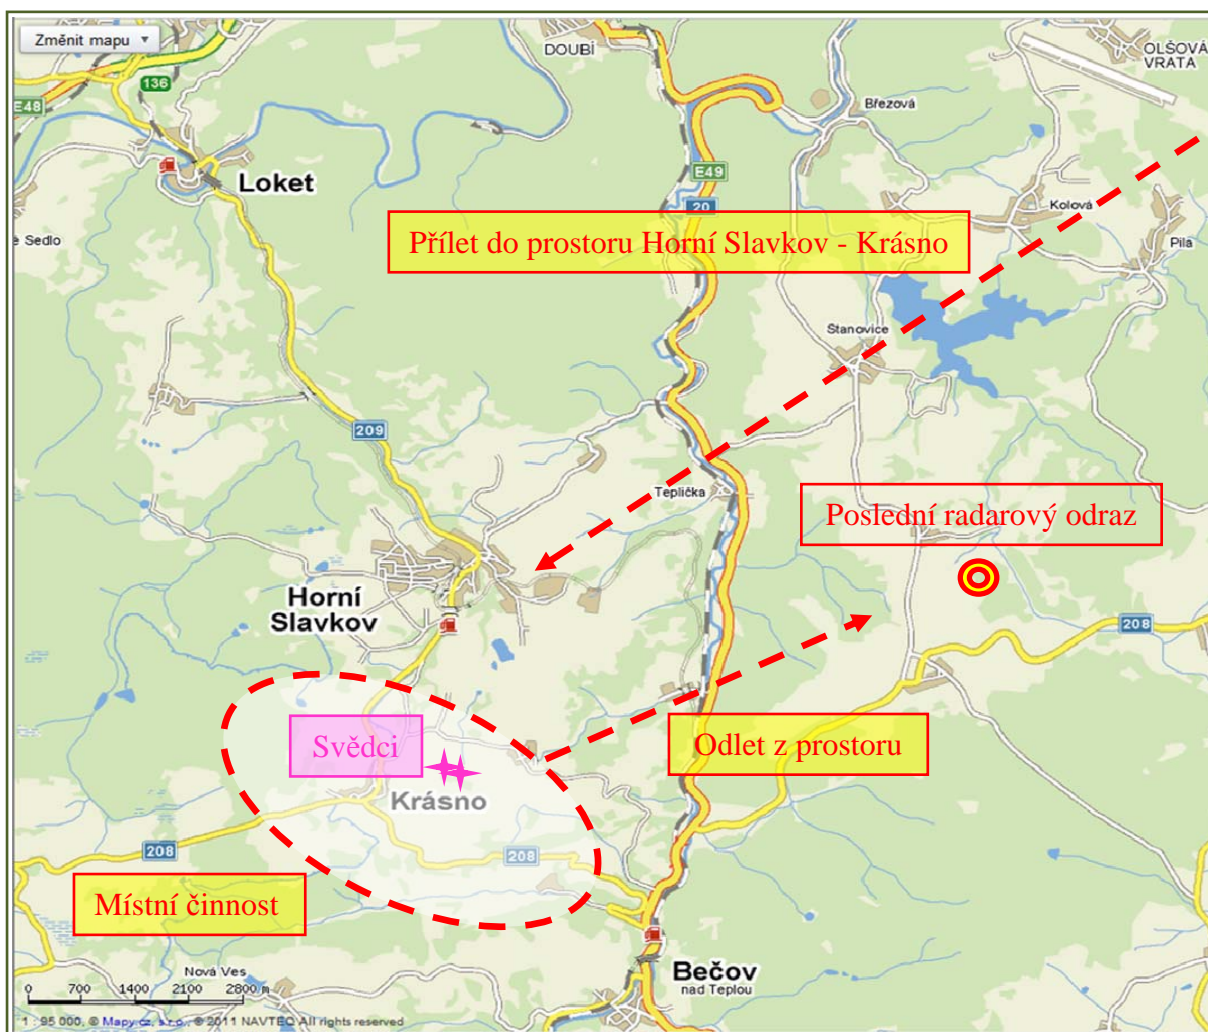 Změnit mapu
DOUBÍ
OLŠOVÁ
VRATA
136
E48
Březová
Loket
E49
20
Kolová
Sedlo
Přílet do prostoru Horní Slavkov - Krásno
Pilá
Stanovice
209
Teplička
Poslední radarový odraz
Horní
Slavkov
208
Svědci
Odlet z prostoru
Krásno
208
208
Místní činnost
Nová Ves
Bečov
nad Teplou
0 700 1400 2100 2800 m
1 : 95 000, © Mapy.cz, s.r.o., © 2011 NAVTEQ All rights reserved